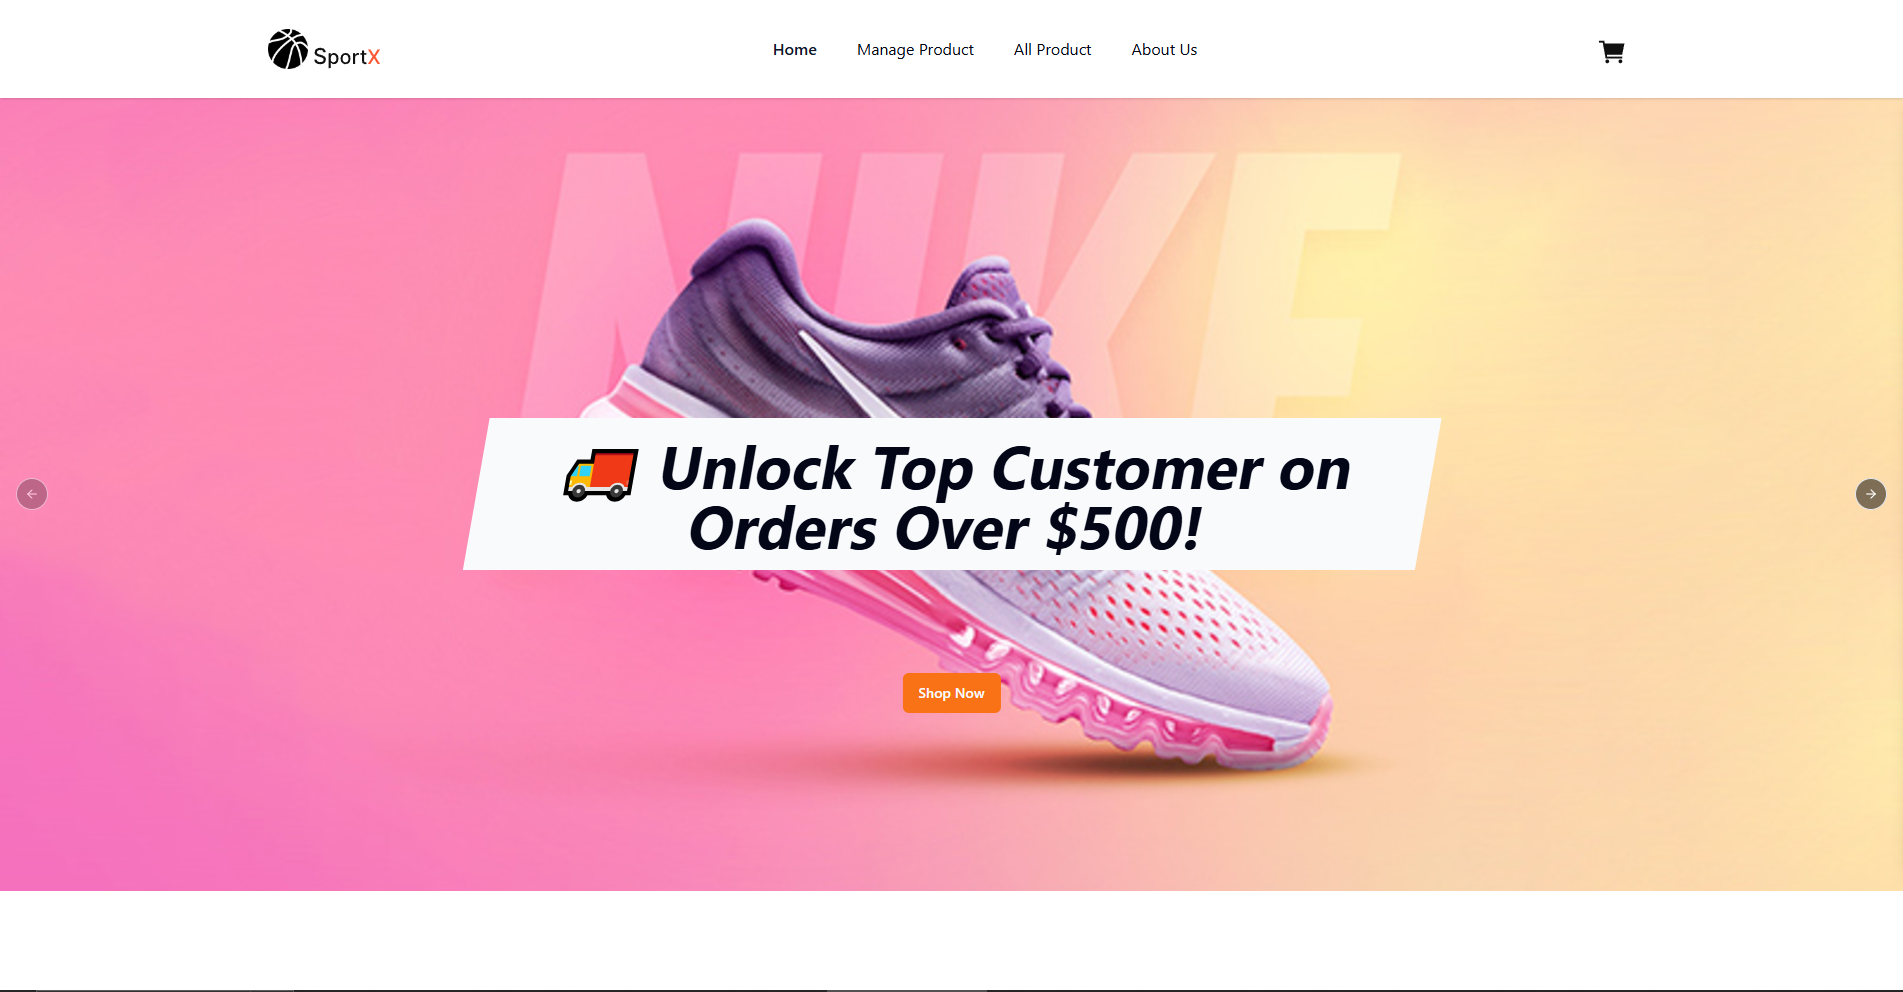 SportX
Home
Manage Product
All Product
About Us
NIKE
🚚 Unlock Top Customer on
Orders Over $500!
Shop Now